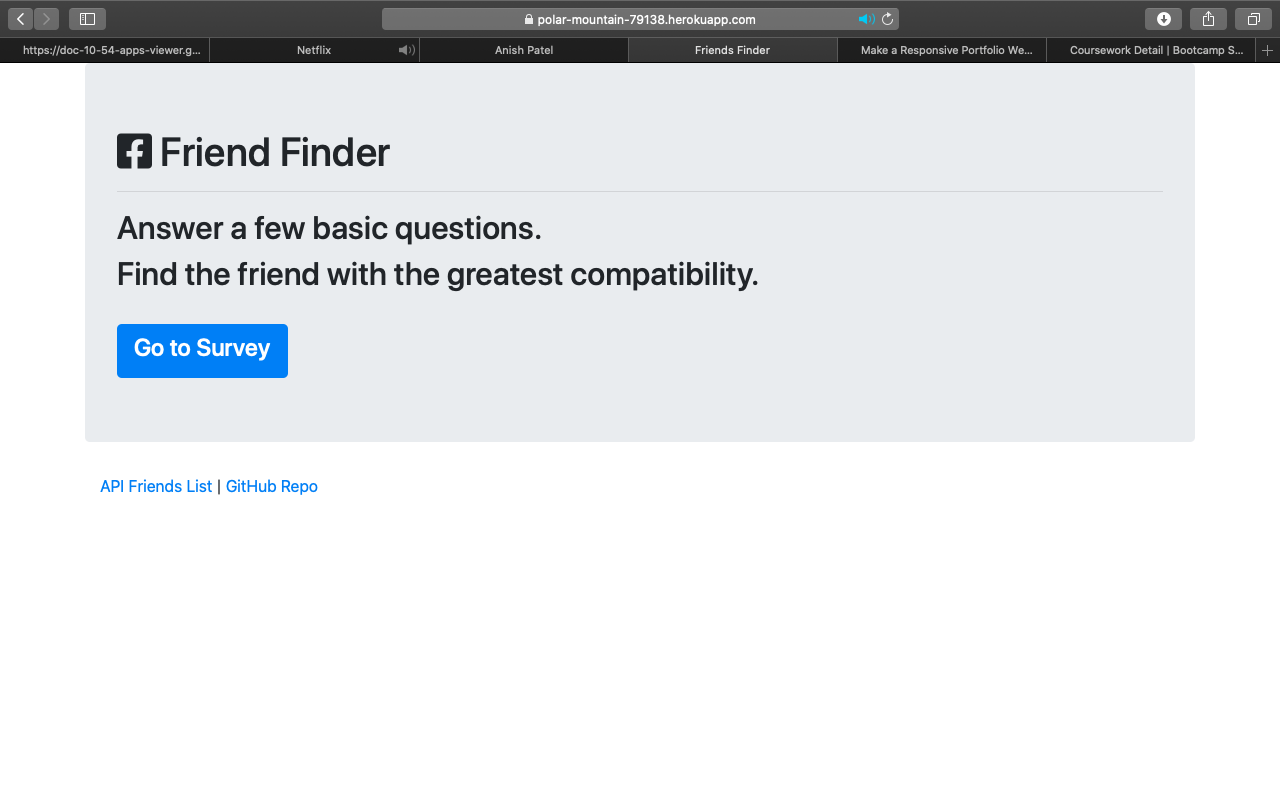 polar-mountain-79138.herokuapp.com
https://doc-10-54-apps-viewer.g... Netflix Anish Patel Friends Finder Make a Responsive Portfolio We... Coursework Detail | Bootcamp S...
Friend Finder
Answer a few basic questions.
Find the friend with the greatest compatibility.
Go to Survey
API Friends List | GitHub Repo